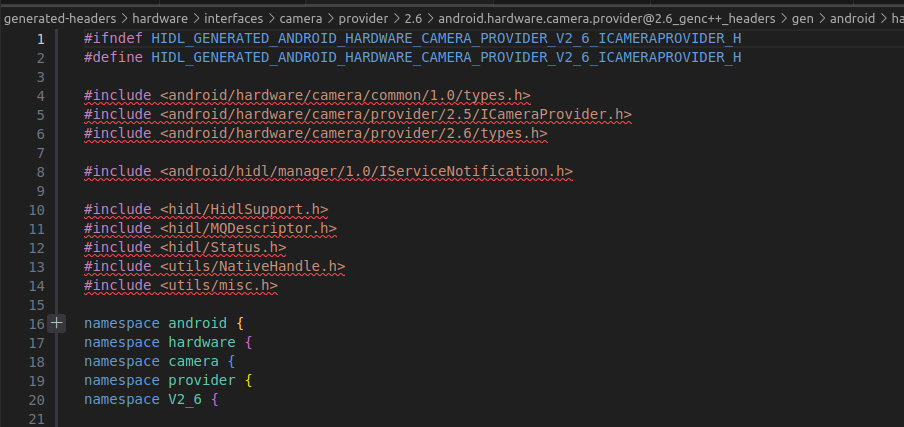 generated-headers > hardware > interfaces > camera > provider > 2.6 > android.hardware.camera.provider@2.6_genc++_headers > gen > android > ha
1 #ifndef HIDL_GENERATED_ANDROID_HARDWARE_CAMERA_PROVIDER_V2_6_ICAMERAPROVIDER_H
2 #define HIDL_GENERATED_ANDROID_HARDWARE_CAMERA_PROVIDER_V2_6_ICAMERAPROVIDER_H
3
4 #include <android/hardware/camera/common/1.0/types.h>
5 #include <android/hardware/camera/provider/2.5/ICameraProvider.h>
6 #include <android/hardware/camera/provider/2.6/types.h>
7
8 #include <android/hidl/manager/1.0/IServiceNotification.h>
9
10 #include <hidl/HidlSupport.h>
11 #include <hidl/MQDescriptor.h>
12 #include <hidl/Status.h>
13 #include <utils/NativeHandle.h>
14 #include <utils/misc.h>
15
16 namespace android {
17 namespace hardware {
18 namespace camera {
19 namespace provider {
20 namespace V2_6 {
21